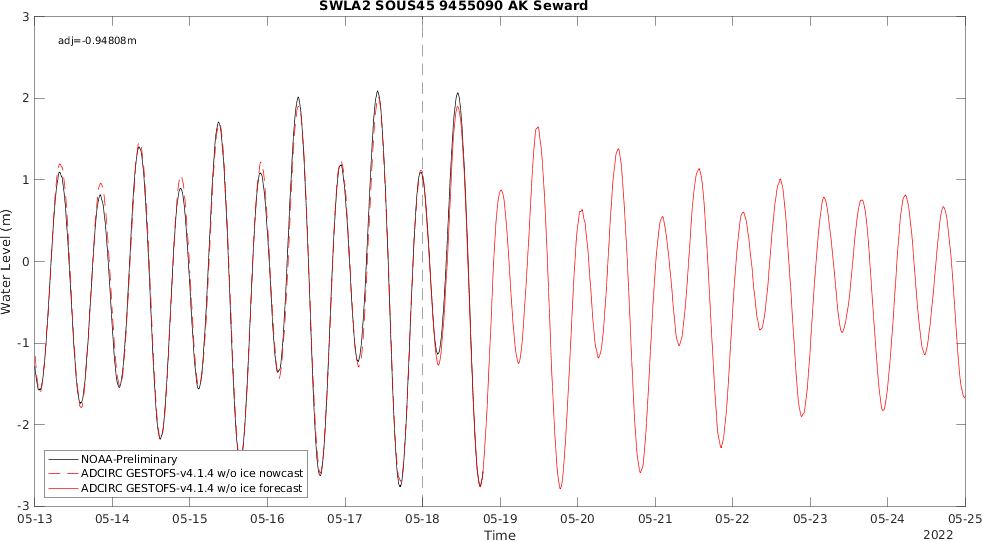 SWLA2 SOUS45 9455090 AK Seward
adj=-0.94808m
3
2
1
0
-1
-2
-3
Water Level (m)
NOAA-Preliminary
ADCIRC GESTOFS-v4.1.4 w/o ice nowcast
ADCIRC GESTOFS-v4.1.4 w/o ice forecast
05-13 05-14 05-15 05-16 05-17 05-18 05-19 05-20 05-21 05-22 05-23 05-24 05-25
Time
2022